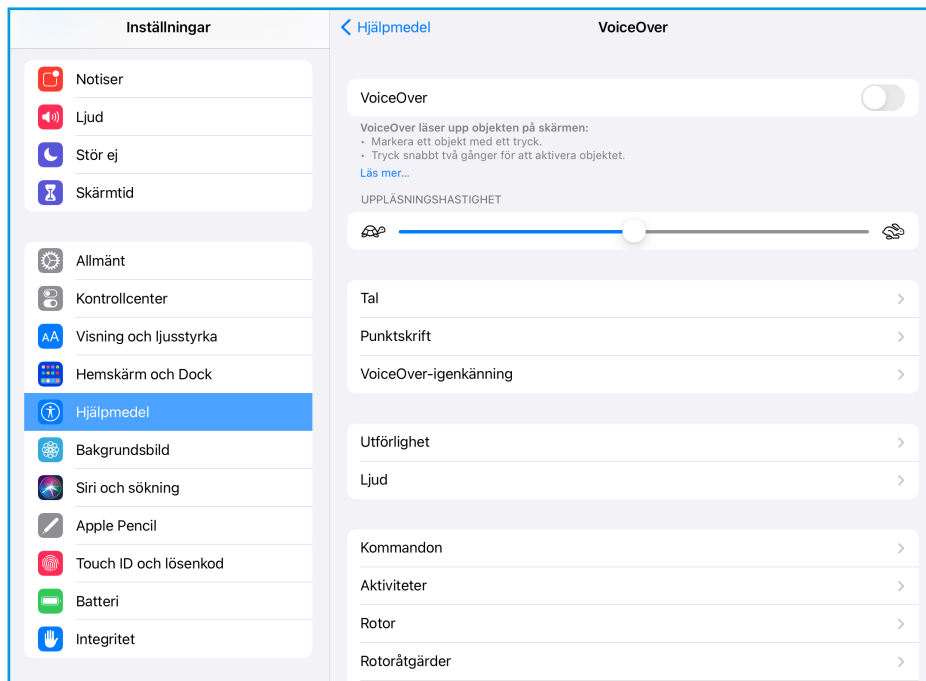 Inställningar
Notiser
Ljud
Stör ej
Skärmtid
Allmänt
Kontrollcenter
AA Visning och ljusstyrka
Hemskärm och Dock
Hjälpmedel
Bakgrundsbild
Siri och sökning
Apple Pencil
Touch ID och lösenkod
Batteri
Integritet
Hjälpmedel
VoiceOver
VoiceOver
VoiceOver läser upp objekten på skärmen:
• Markera ett objekt med ett tryck.
• Tryck snabbt två gånger för att aktivera objektet.
Läs mer...
UPPLÄSNINGSHASTIGHET
Tal
Punktskrift
VoiceOver-igenkänning
Utförlighet
Ljud
Kommandon
Aktiviteter
Rotor
Rotoråtgärder